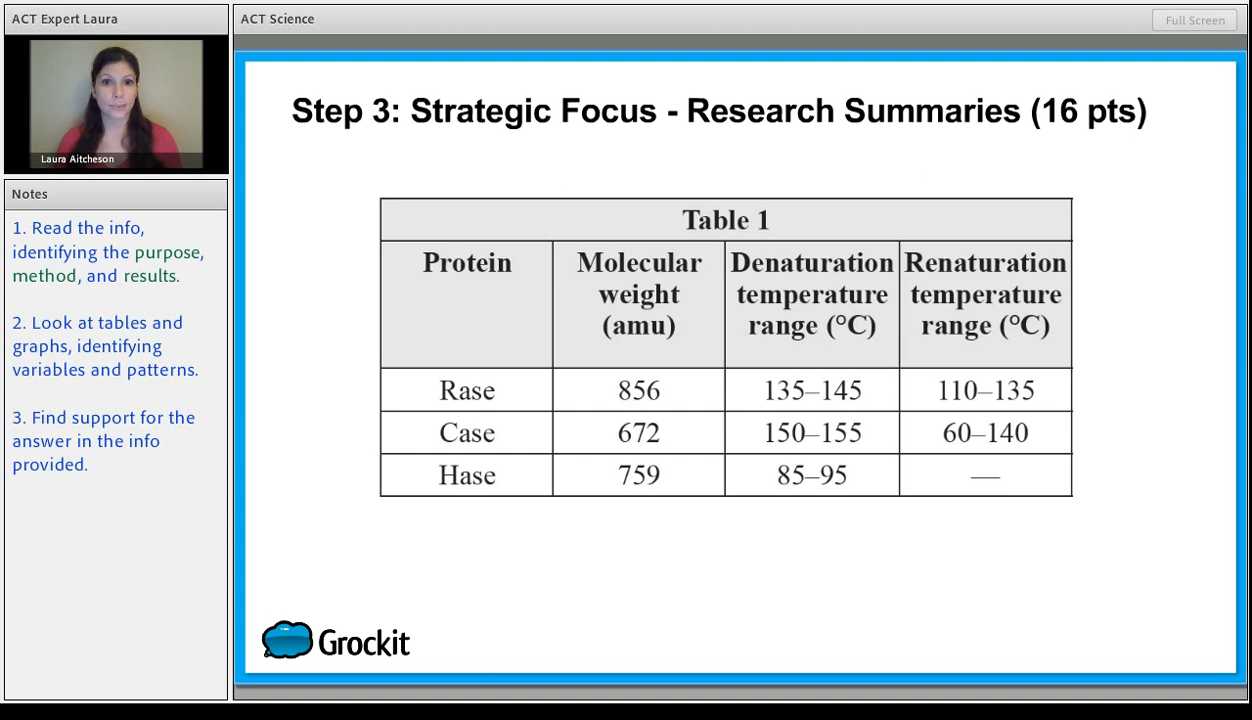 ACT Expert Laura
Laura Aitcheson
Notes
1. Read the info,
identifying the purpose,
method, and results.
2. Look at tables and
graphs, identifying
variables and patterns.
3. Find support for the
answer in the info
provided.
ACT Science
Full Screen
Step 3: Strategic Focus - Research Summaries (16 pts)
Table 1
Protein
Molecular
weight
(amu)
Denaturation
temperature
range (°C)
Renaturation
temperature
range (°C)
Rase 856 135–145 110–135
Case 672 150–155 60–140
Hase 759 85–95 —
Grockit